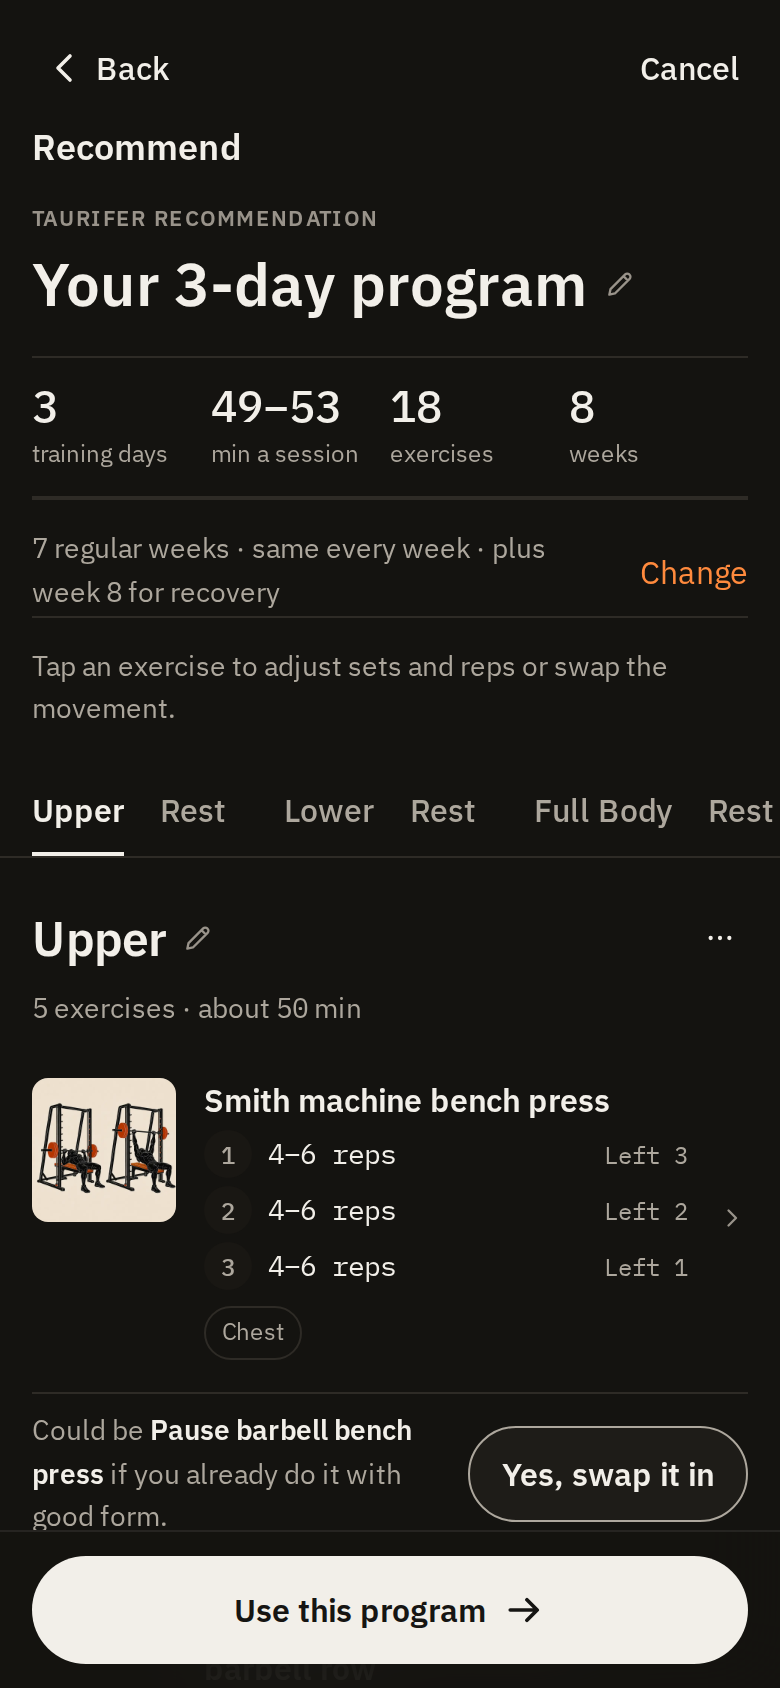 Back
Cancel
Recommend
TAURIFER RECOMMENDATION
Your 3-day program
3
training days
49–53
min a session
18
exercises
8
weeks
7 regular weeks · same every week · plus
week 8 for recovery
Change
Tap an exercise to adjust sets and reps or swap the
movement.
Upper Rest Lower Rest Full Body Rest
Upper
...
5 exercises · about 50 min
Smith machine bench press
1 4–6 reps Left 3
2 4–6 reps Left 2
3 4–6 reps Left 1
Chest
Could be Pause barbell bench
press if you already do it with
good form.
Yes, swap it in
Use this program →
barbell row